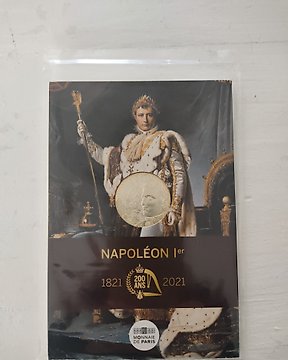 NAPOLÉON Ier
1821 200 ANS 2021
MONNAIE
DE PARIS